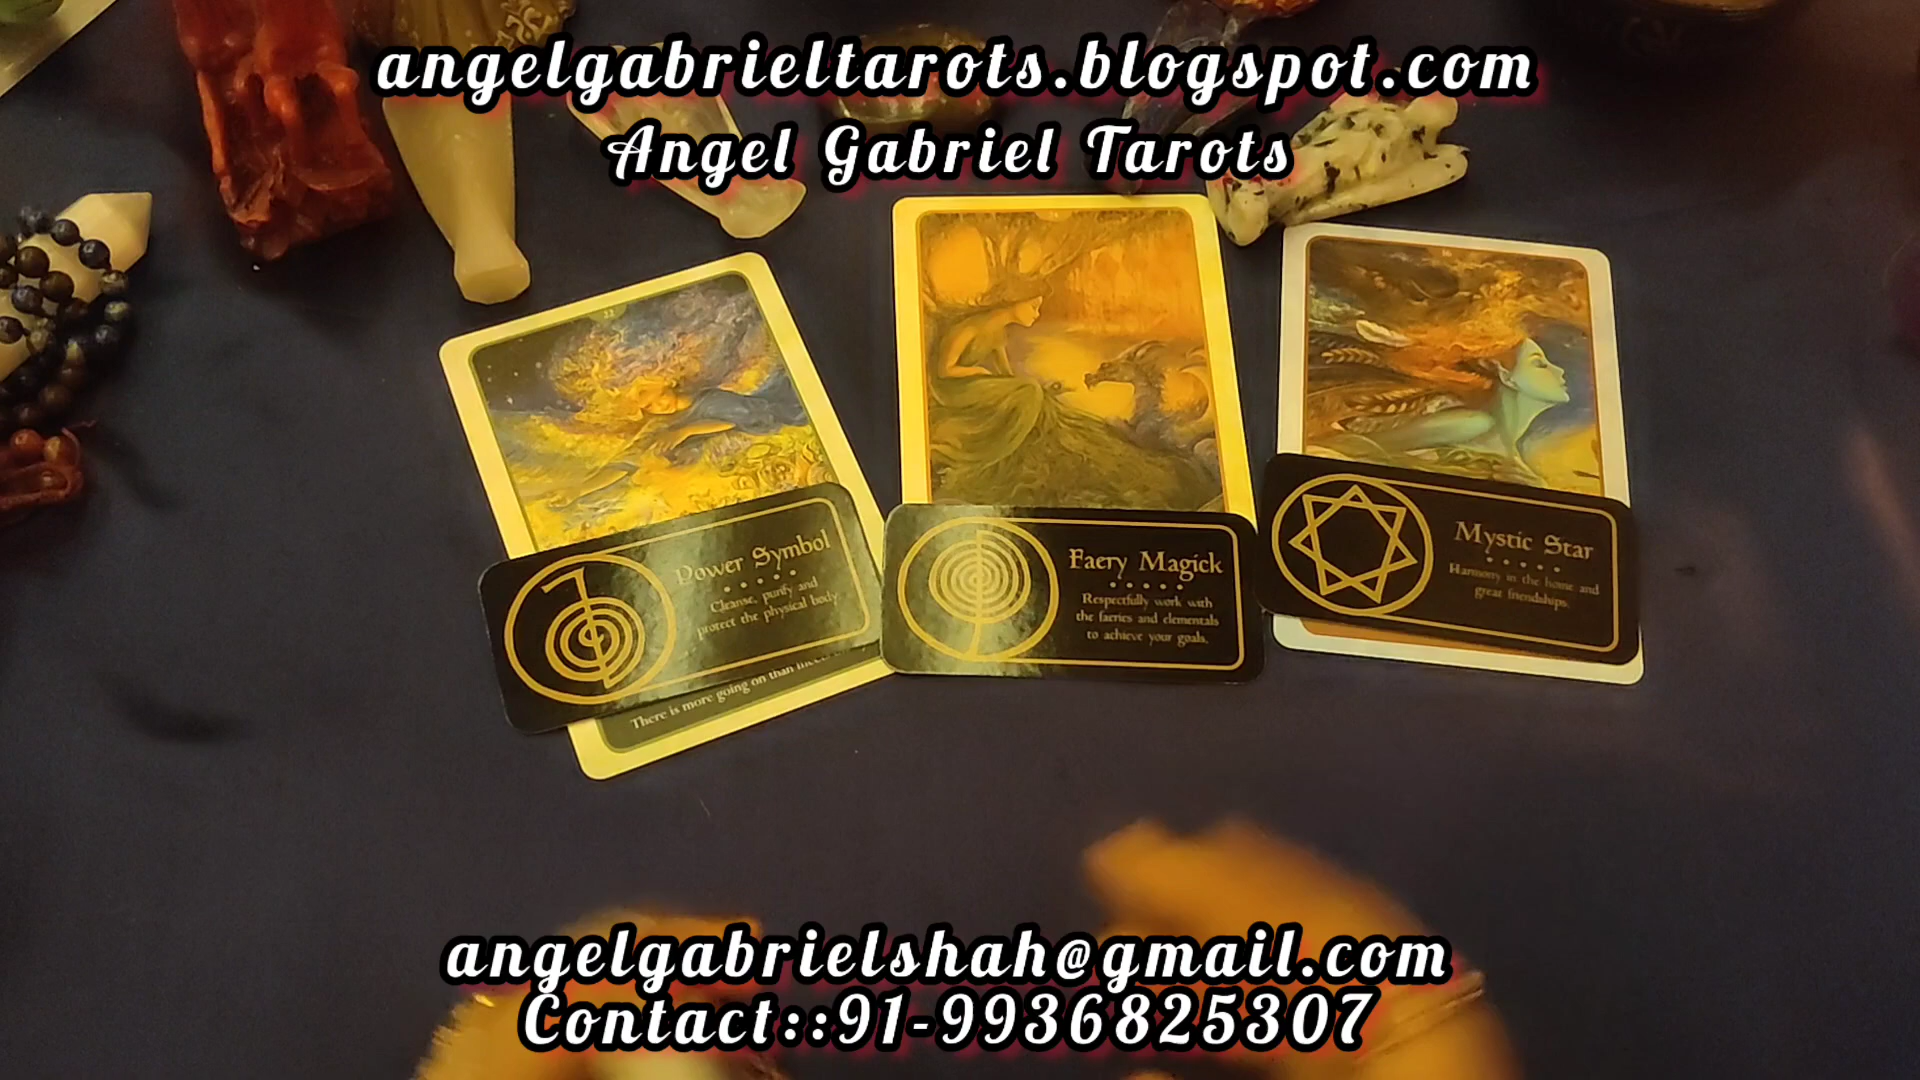 angelgabrieltarots.blogspot.com
Angel Gabriel Tarots
22
Power Symbol
Cleanse, purify and
protect the physical body.
There is more going on than
Faery Magick
Respectfully work with
the faeries and elementals
to achieve your goals.
Mystic Star
Harmony in the home and
great friendships.
angelgabrielshah@gmail.com
Contact::91-9936825307